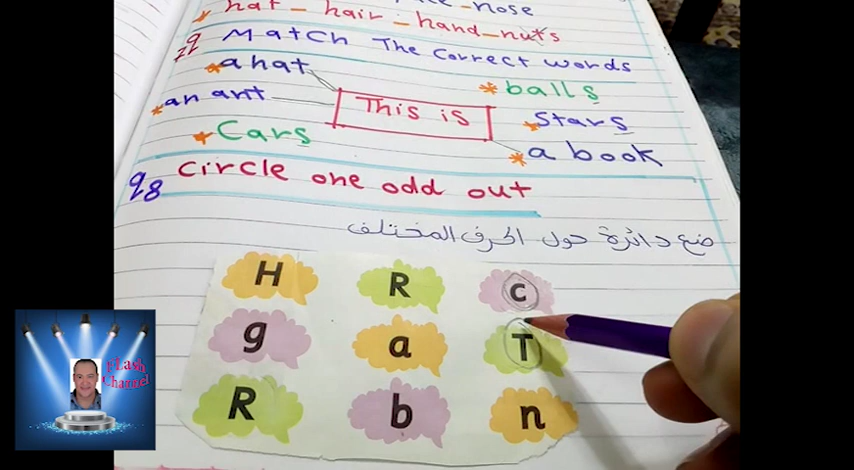 nose
hat - hair - hand - nuts
q7 Match The correct words
*a hat
*balls
*an ant
This is
*Stars
*Cars
*a book
q8 Circle one odd out
ضع دائرة حول الحرف المختلف
H R c
g a T
R b n
Flash
Channel